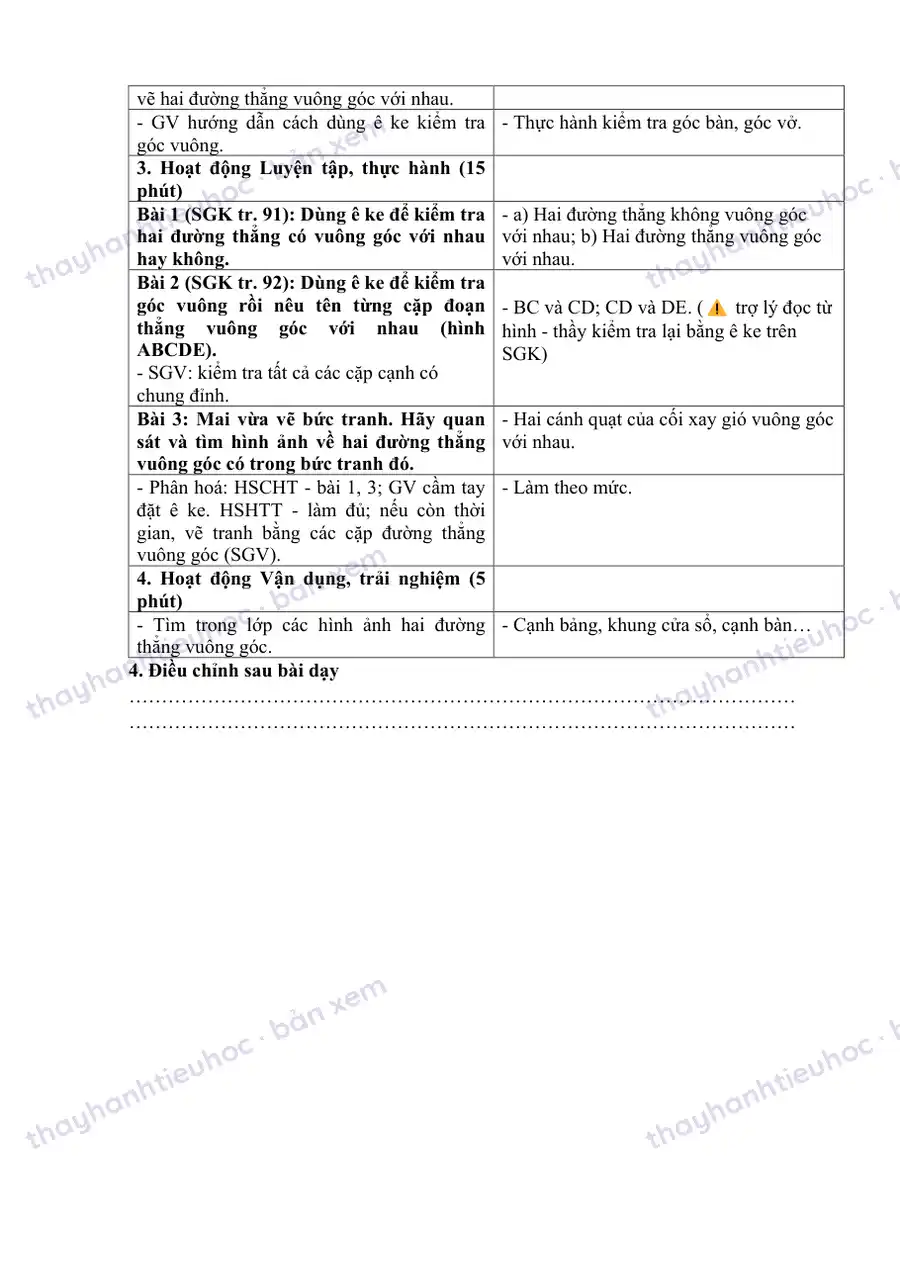 vẽ hai đường thẳng vuông góc với nhau.
- GV hướng dẫn cách dùng ê ke kiểm tra
góc vuông.
- Thực hành kiểm tra góc bàn, góc vở.
3. Hoạt động Luyện tập, thực hành (15
phút)
Bài 1 (SGK tr. 91): Dùng ê ke để kiểm tra
hai đường thẳng có vuông góc với nhau
hay không.
- a) Hai đường thẳng không vuông góc
với nhau; b) Hai đường thẳng vuông góc
với nhau.
Bài 2 (SGK tr. 92): Dùng ê ke để kiểm tra
góc vuông rồi nêu tên từng cặp đoạn
thẳng vuông góc với nhau (hình
ABCDE).
- SGV: kiểm tra tất cả các cặp cạnh có
chung đỉnh.
- BC và CD; CD và DE. (⚠ trợ lý đọc từ
hình - thầy kiểm tra lại bằng ê ke trên
SGK)
Bài 3: Mai vừa vẽ bức tranh. Hãy quan
sát và tìm hình ảnh về hai đường thẳng
vuông góc có trong bức tranh đó.
- Hai cánh quạt của cối xay gió vuông góc
với nhau.
- Phân hoá: HSCHT - bài 1, 3; GV cầm tay
đặt ê ke. HSHTT - làm đủ; nếu còn thời
gian, vẽ tranh bằng các cặp đường thẳng
vuông góc (SGV).
- Làm theo mức.
4. Hoạt động Vận dụng, trải nghiệm (5
phút)
- Tìm trong lớp các hình ảnh hai đường
thẳng vuông góc.
- Cạnh bảng, khung cửa sổ, cạnh bàn…
4. Điều chỉnh sau bài dạy
……………………………………………………………………………………
……………………………………………………………………………………
thayhanhtieuhoc · bản xem
thayhanhtieuhoc · b
thayhanhtieuhoc · bản xem
thayhanhtieuhoc · b
thayhanhtieuhoc · bản xem
thayhanhtieuhoc · b